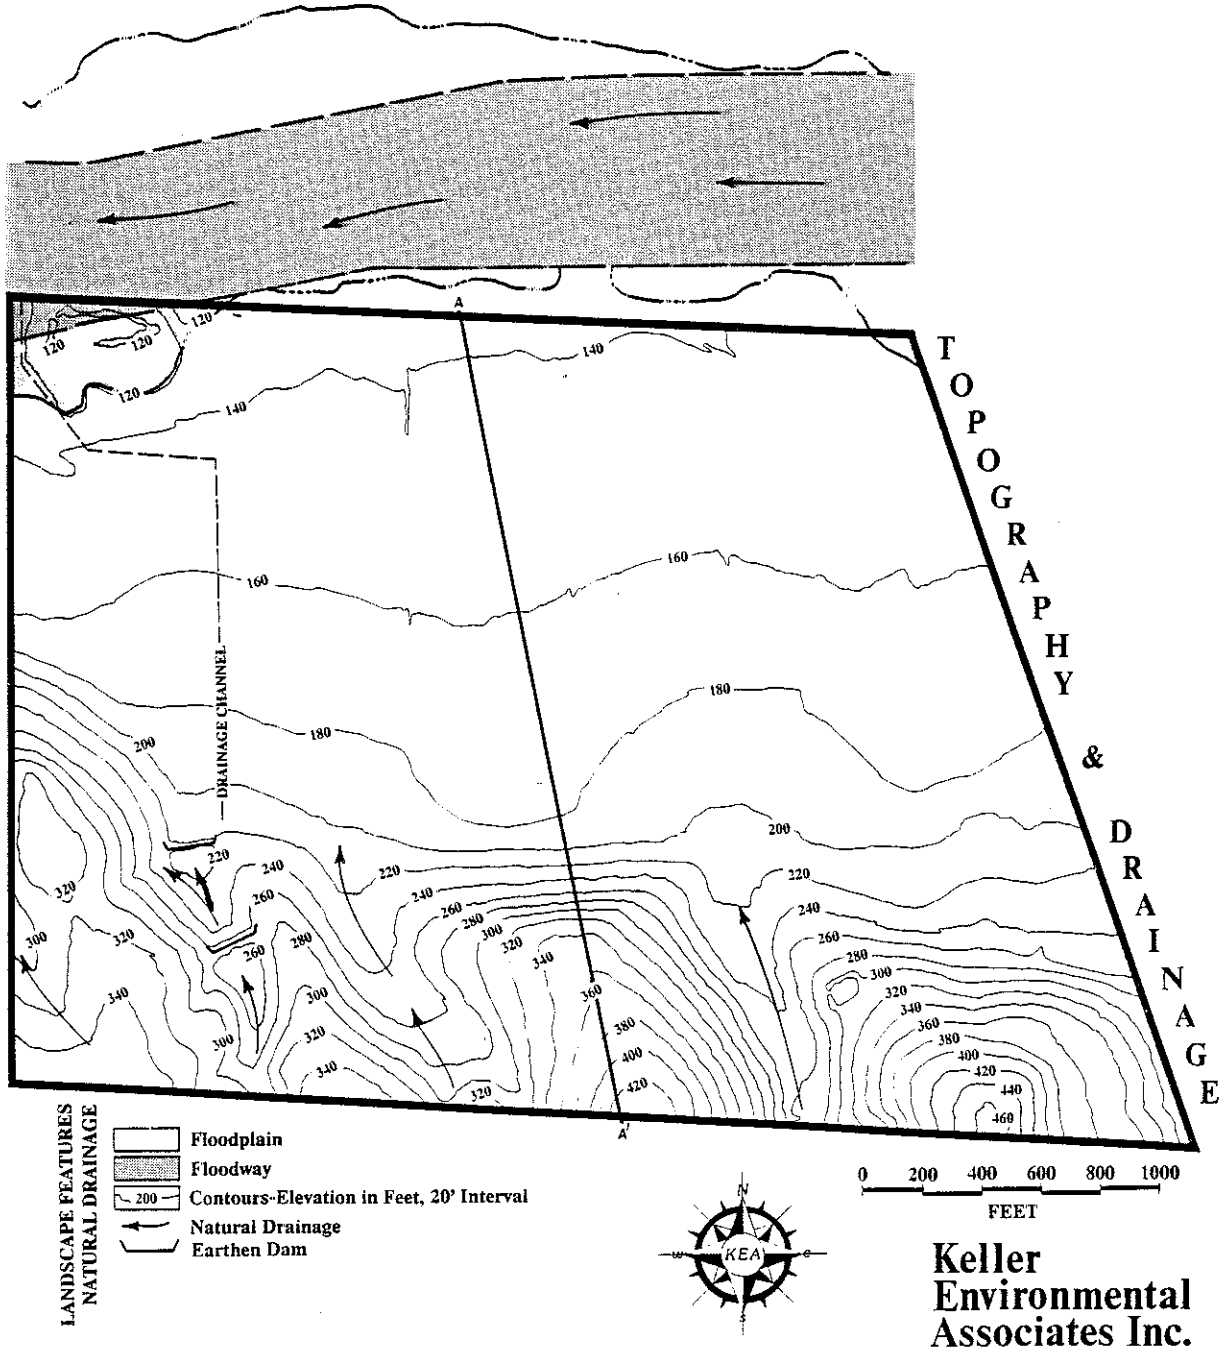 A
120
120
120
120
140
140
TOPOGRAPHY & DRAINAGE
160
160
DRAINAGE CHANNEL
180
180
200
200
220
220
220
240
240
240
260
260
260
260
280
280
280
300
300
300
300
300
320
320
320
320
320
320
340
340
340
340
360
360
380
380
400
400
420
420
440
460
A'
LANDSCAPE FEATURES
NATURAL DRAINAGE
Floodplain
Floodway
200
Contours-Elevation in Feet, 20' Interval
Natural Drainage
Earthen Dam
N
W
KEA
E
S
0 200 400 600 800 1000
FEET
Keller
Environmental
Associates Inc.